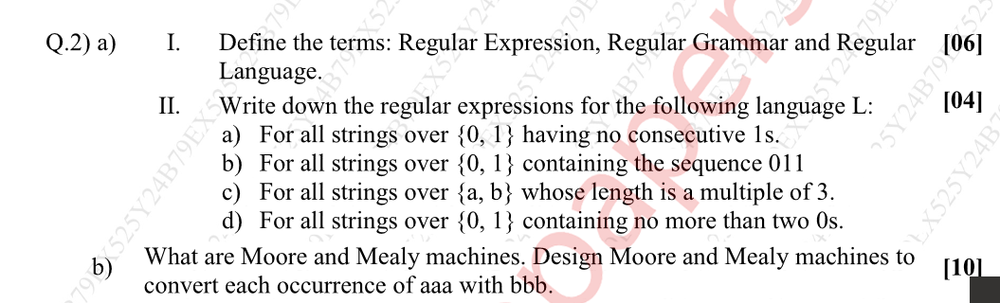 Q.2) a) I. Define the terms: Regular Expression, Regular Grammar and Regular [06]
Language.
II. Write down the regular expressions for the following language L: [04]
a) For all strings over {0, 1} having no consecutive 1s.
b) For all strings over {0, 1} containing the sequence 011
c) For all strings over {a, b} whose length is a multiple of 3.
d) For all strings over {0, 1} containing no more than two 0s.
b) What are Moore and Mealy machines. Design Moore and Mealy machines to [10]
convert each occurrence of aaa with bbb.